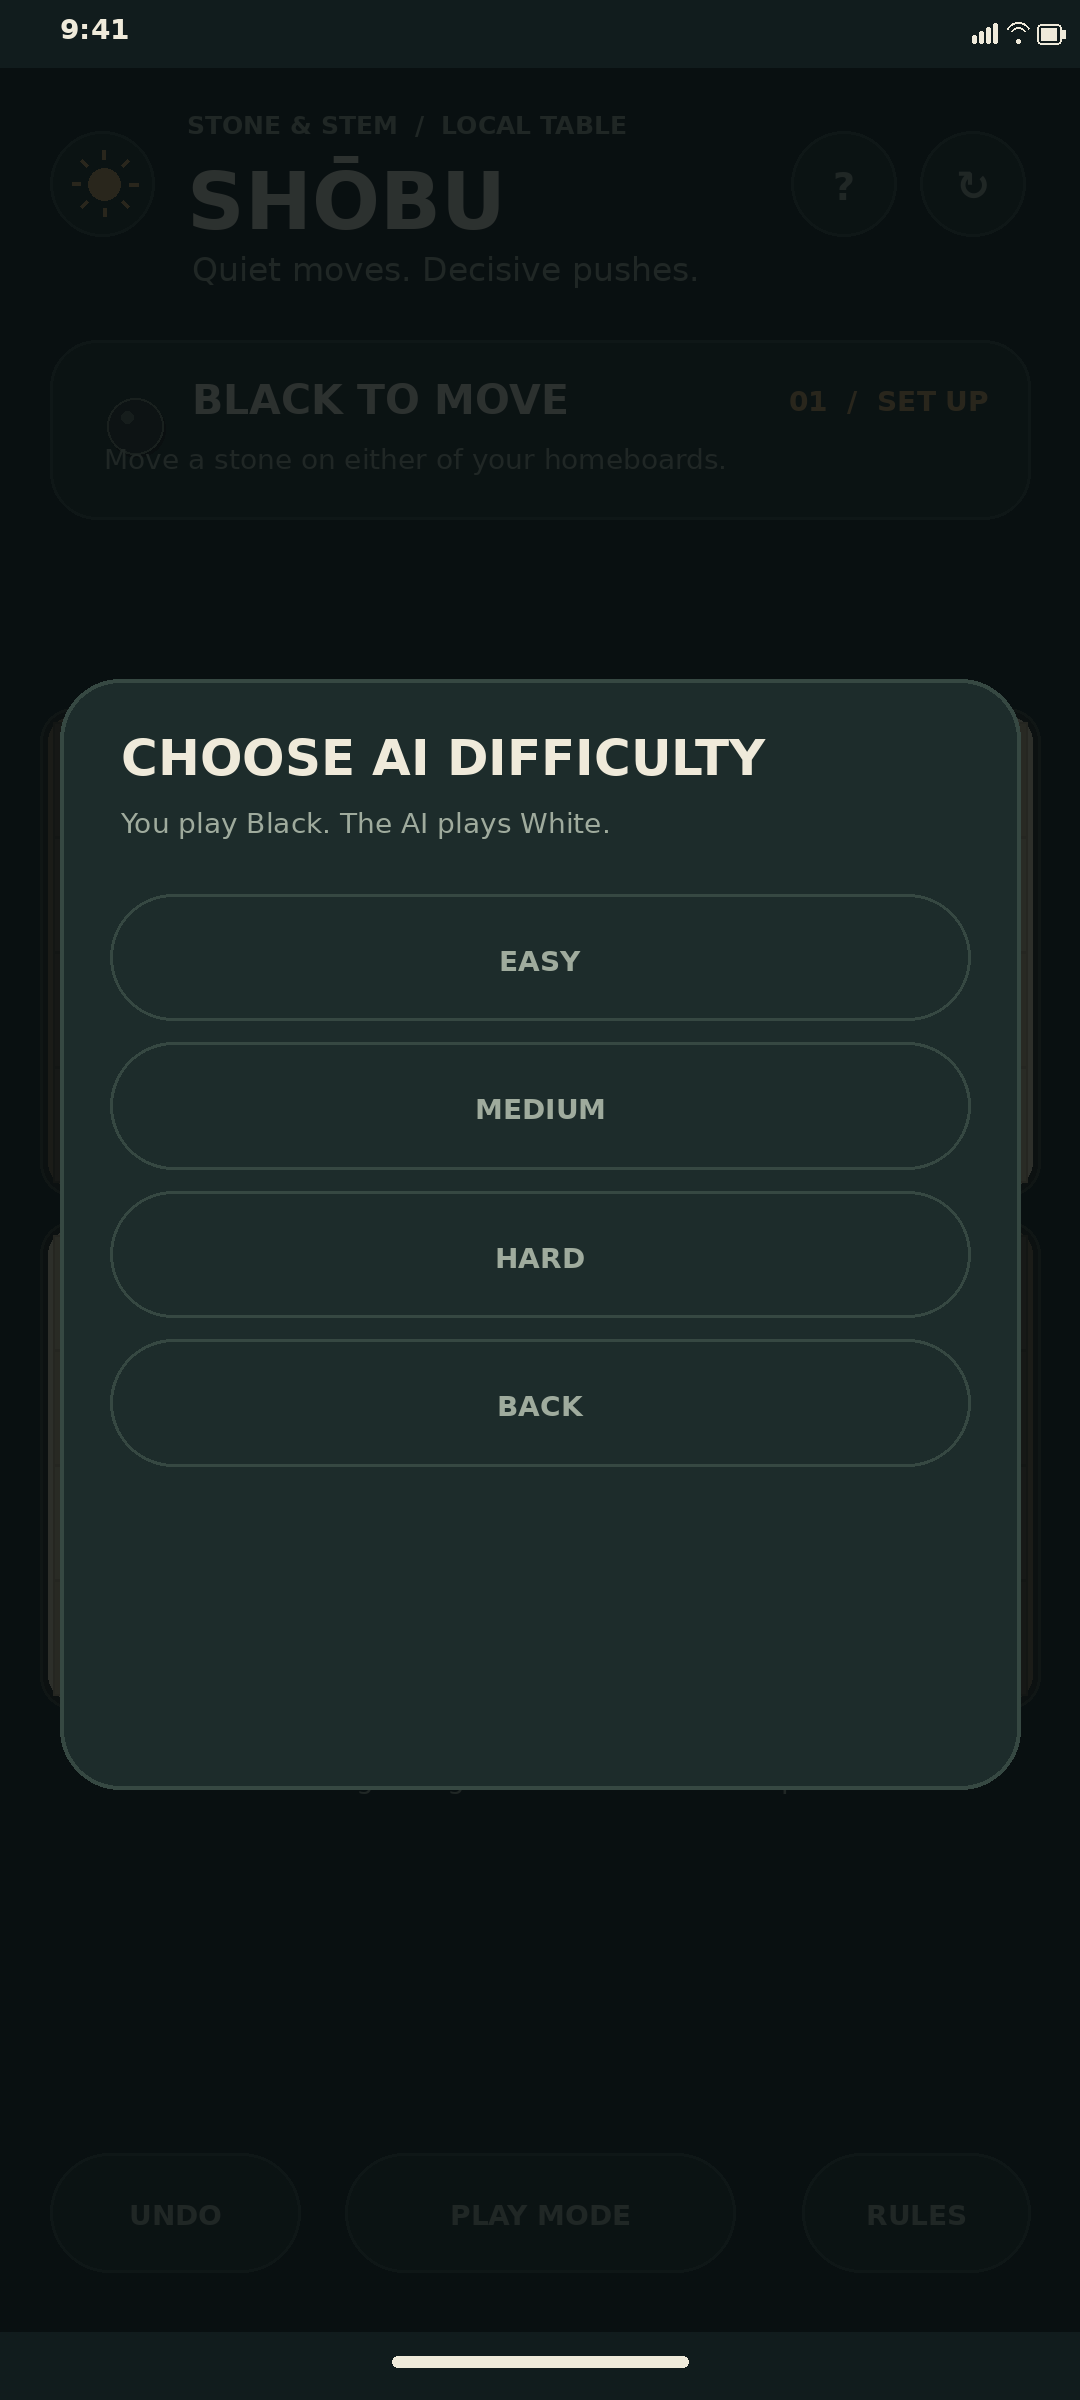 9:41
STONE & STEM / LOCAL TABLE
SHŌBU
?
↻
Quiet moves. Decisive pushes.
BLACK TO MOVE
01 / SET UP
Move a stone on either of your homeboards.
CHOOSE AI DIFFICULTY
You play Black. The AI plays White.
EASY
MEDIUM
HARD
BACK
UNDO
PLAY MODE
RULES